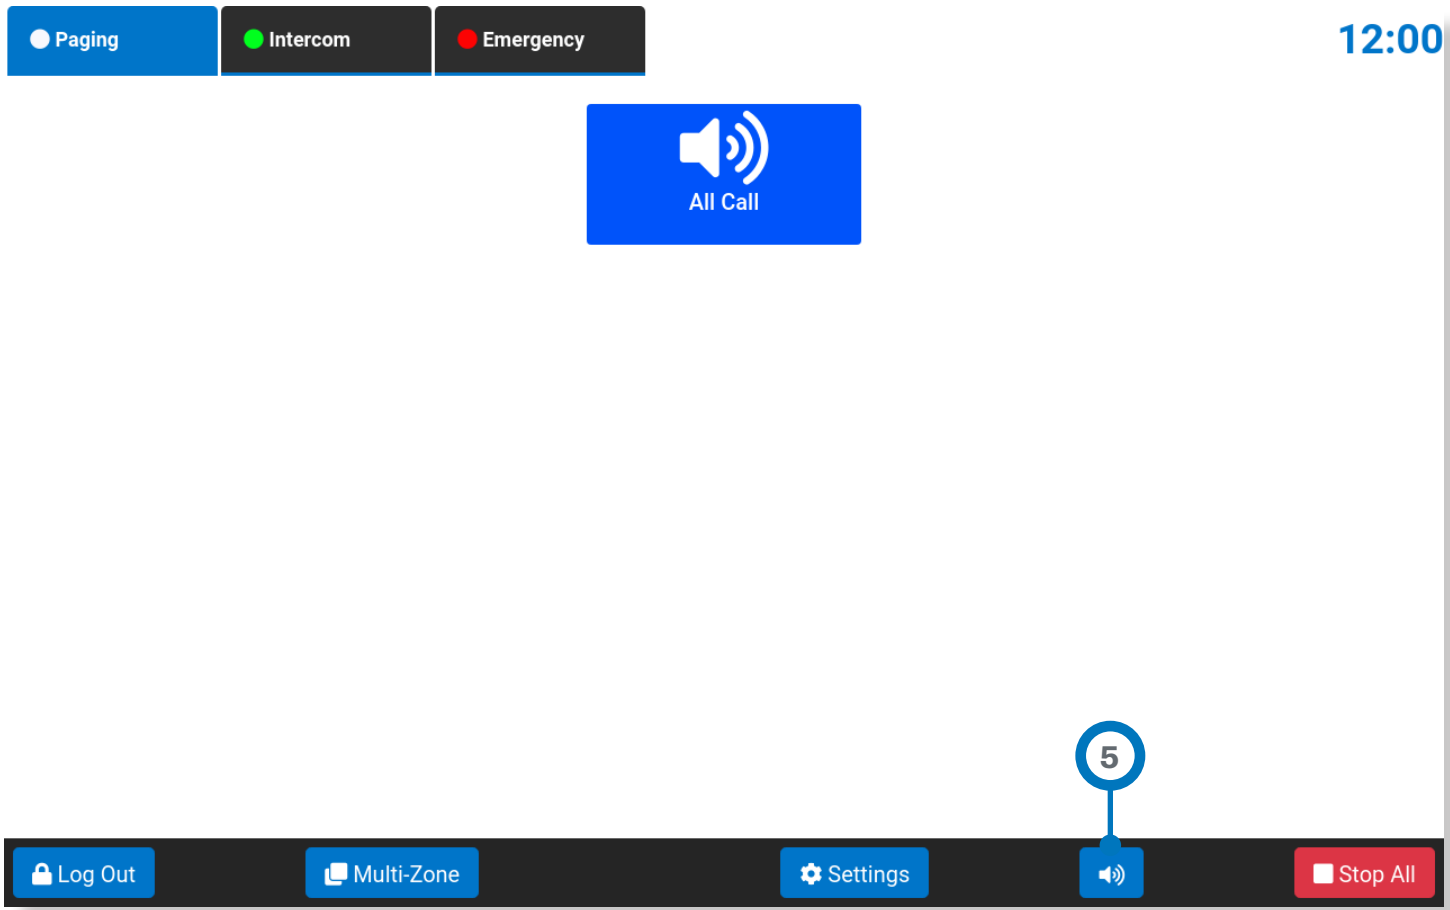 Paging
Intercom
Emergency
12:00
All Call
5
Log Out
Multi-Zone
Settings
Stop All